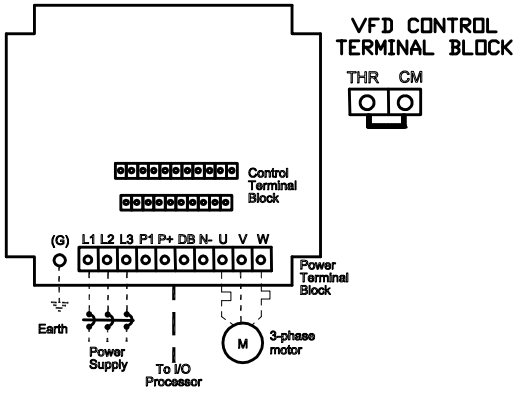 VFD CONTROL
TERMINAL BLOCK
THR CM
Control
Terminal
Block
(G) L1 L2 L3 P1 P+ DB N- U V W
Power
Terminal
Block
Earth
Power
Supply
To I/O
Processor
M
3-phase
motor